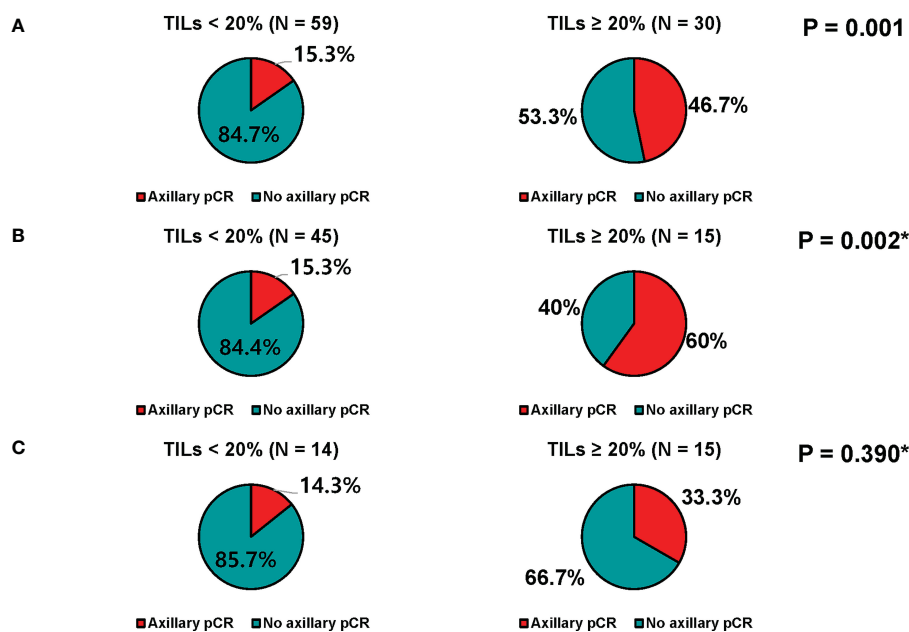 A
TILs < 20% (N = 59)
TILs ≥ 20% (N = 30)
P = 0.001
15.3%
84.7%
53.3%
46.7%
Axillary pCR No axillary pCR
Axillary pCR No axillary pCR
B
TILs < 20% (N = 45)
TILs ≥ 20% (N = 15)
P = 0.002*
15.3%
84.4%
40%
60%
Axillary pCR No axillary pCR
Axillary pCR No axillary pCR
C
TILs < 20% (N = 14)
TILs ≥ 20% (N = 15)
P = 0.390*
14.3%
85.7%
33.3%
66.7%
Axillary pCR No axillary pCR
Axillary pCR No axillary pCR